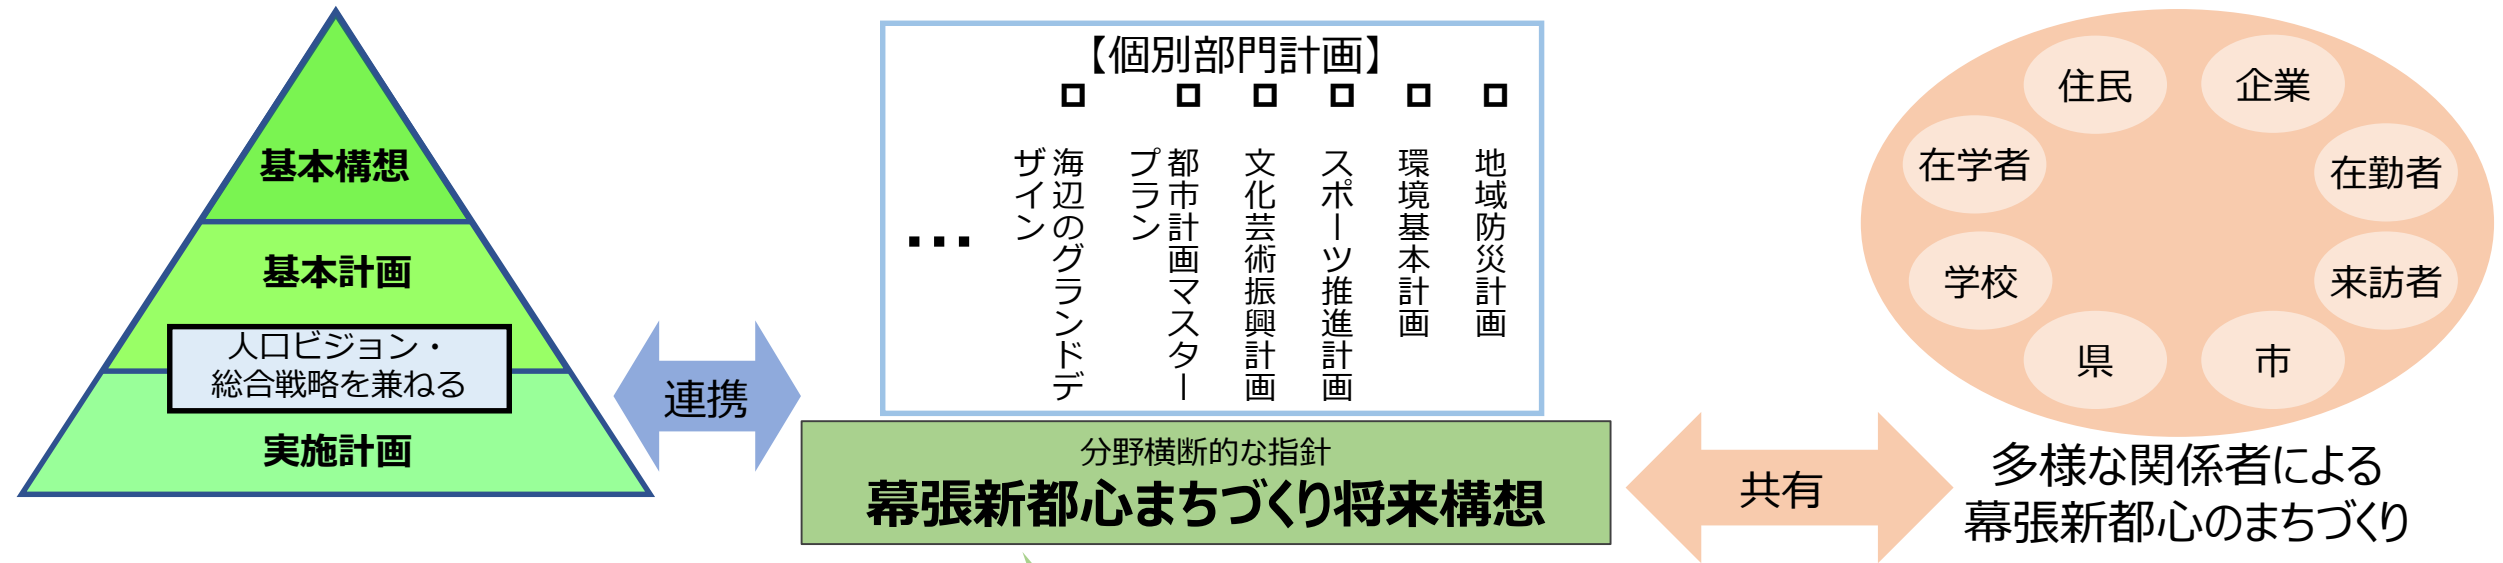 基本構想
基本計画
人口ビジョン・
総合戦略を兼ねる
実施計画
連携
【個別部門計画】
□ 地域防災計画
□ 環境基本計画
□ スポーツ推進計画
□ 文化芸術振興計画
□ 都市計画マスター
プラン
□ 海辺のグランドデ
ザイン
…
分野横断的な指針
幕張新都心まちづくり将来構想
共有
住民
企業
在学者
在勤者
学校
来訪者
県
市
多様な関係者による
幕張新都心のまちづくり